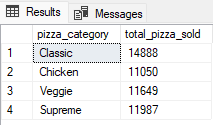 Results Messages
pizza_category total_pizza_sold
1 Classic 14888
2 Chicken 11050
3 Veggie 11649
4 Supreme 11987